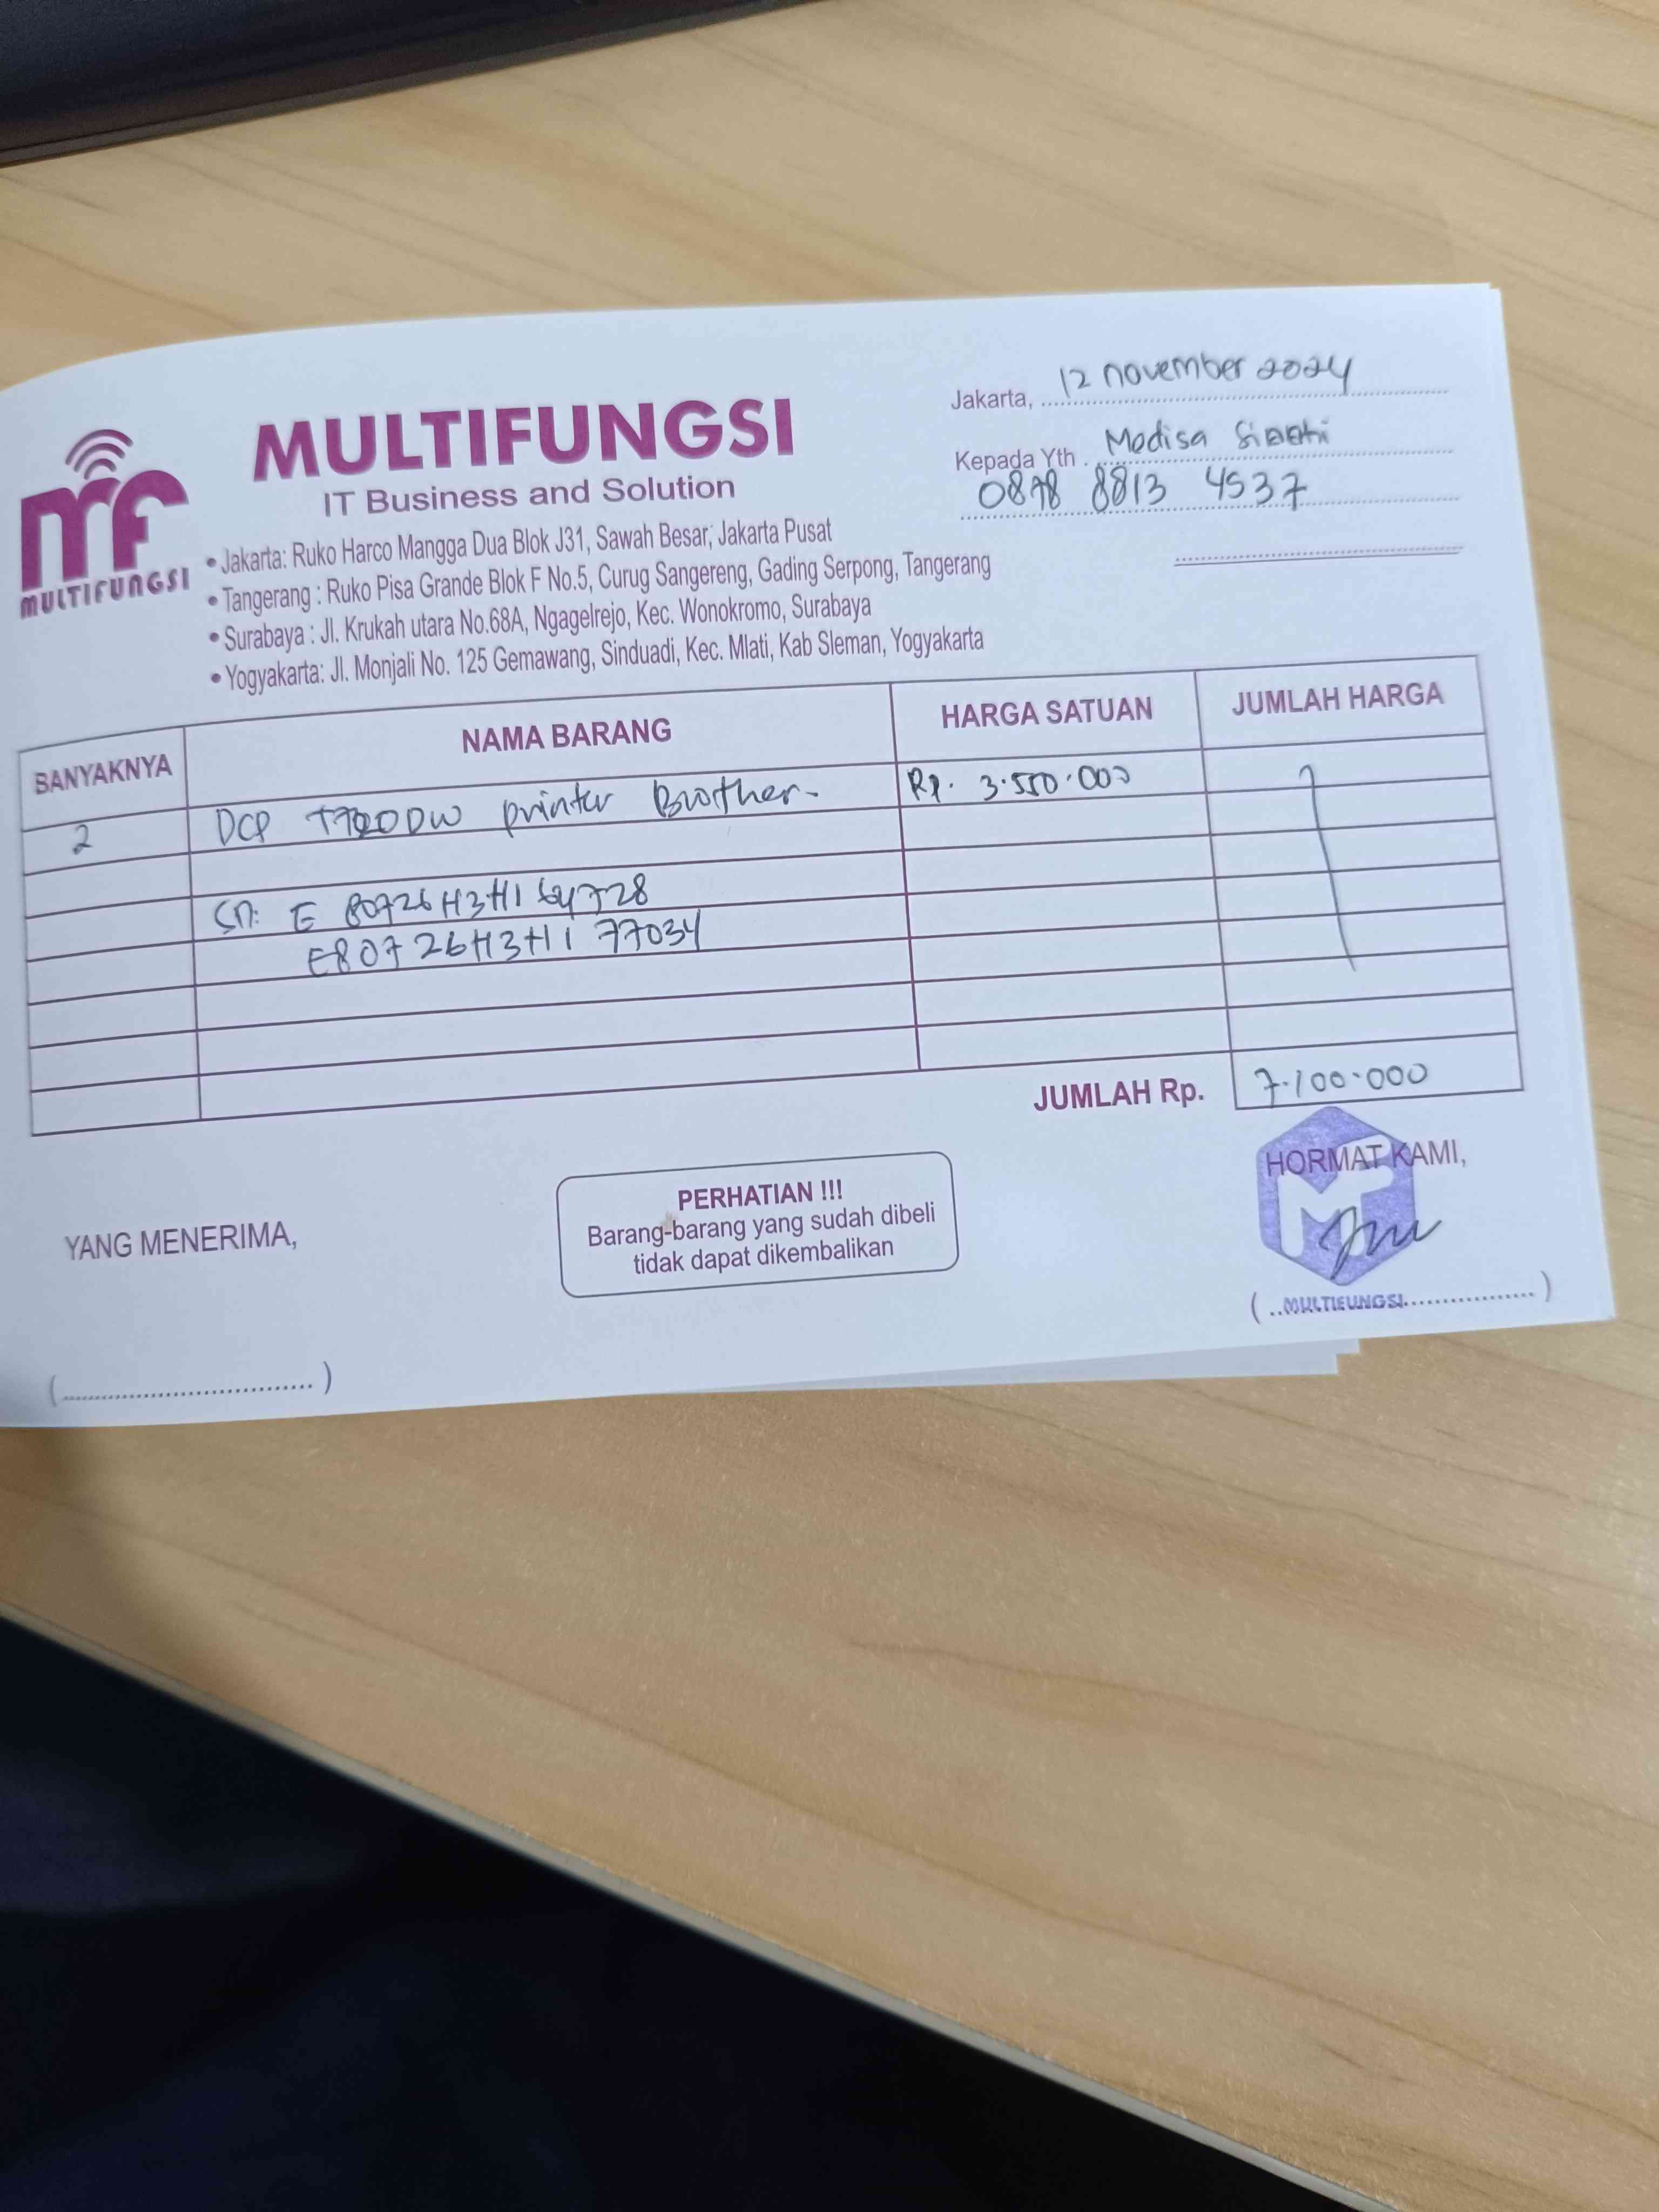 MULTIFUNGSI
MULTIFUNGSI
IT Business and Solution
• Jakarta: Ruko Harco Mangga Dua Blok J31, Sawah Besar, Jakarta Pusat
• Tangerang : Ruko Pisa Grande Blok F No.5, Curug Sangereng, Gading Serpong, Tangerang
• Surabaya : Jl. Krukah utara No.68A, Ngagelrejo, Kec. Wonokromo, Surabaya
• Yogyakarta: Jl. Monjali No. 125 Gemawang, Sinduadi, Kec. Mlati, Kab Sleman, Yogyakarta
Jakarta, 12 november 2024
Kepada Yth . Medisa
0878 8813 4537
BANYAKNYA NAMA BARANG HARGA SATUAN JUMLAH HARGA
2 DCP T720DW printer Brother- Rp. 3.550.000
SN: E 80726H3H164728
E80726H3H177034
JUMLAH Rp. 7.100.000
YANG MENERIMA,
PERHATIAN !!!
Barang-barang yang sudah dibeli
tidak dapat dikembalikan
HORMAT KAMI,
MULTIFUNGSI